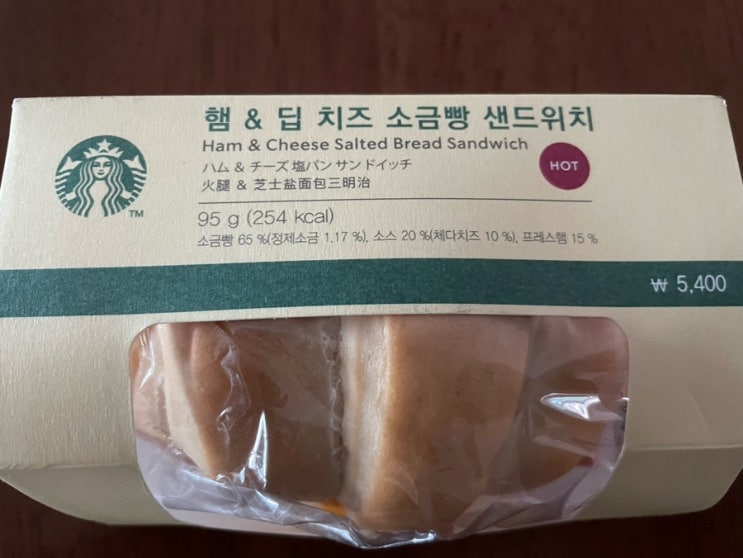 햄 & 딥 치즈 소금빵 샌드위치
Ham & Cheese Salted Bread Sandwich
ハム & チーズ 塩パン サンドイッチ
HOT
火腿 & 芝士盐面包三明治
TM
95 g (254 kcal)
소금빵 65 %(정제소금 1.17 %), 소스 20 %(체다치즈 10 %), 프레스햄 15 %
₩ 5,400